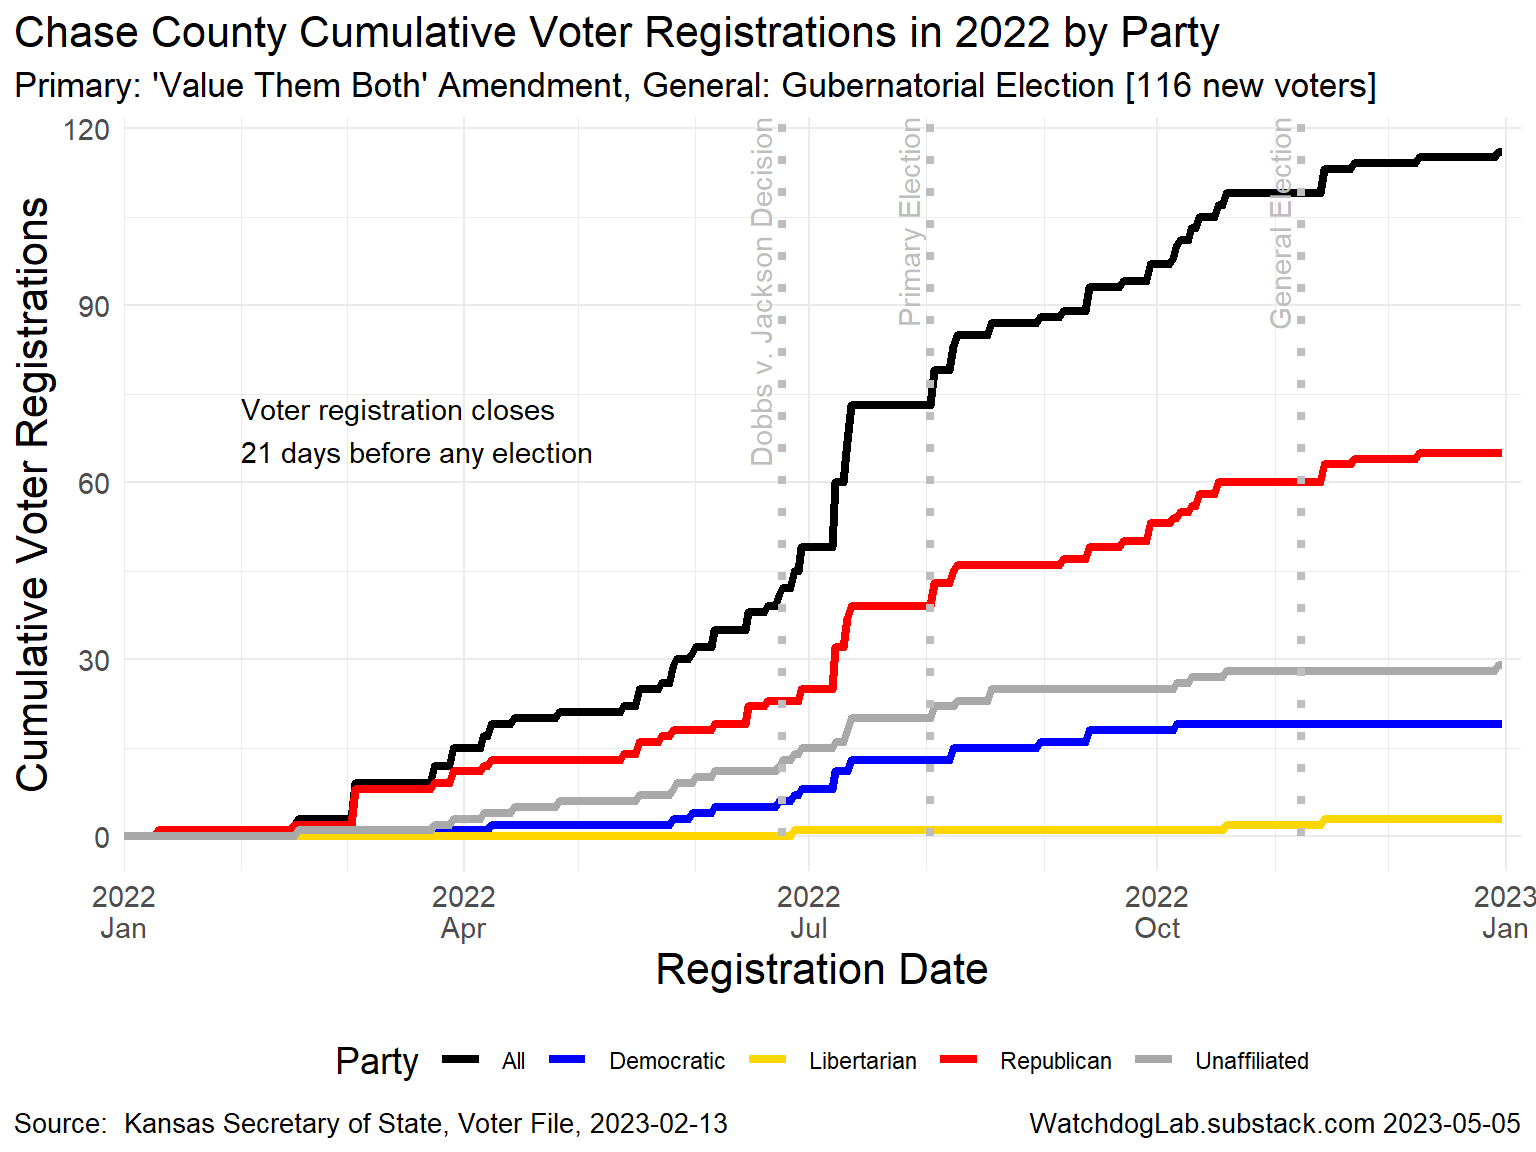 Chase County Cumulative Voter Registrations in 2022 by Party
Primary: 'Value Them Both' Amendment, General: Gubernatorial Election [116 new voters]
Cumulative Voter Registrations
120
90
60
30
0
Dobbs v. Jackson Decision
Primary Election
General Election
Voter registration closes
21 days before any election
2022
Jan
2022
Apr
2022
Jul
2022
Oct
2023
Jan
Registration Date
Party
All
Democratic
Libertarian
Republican
Unaffiliated
Source:  Kansas Secretary of State, Voter File, 2023-02-13
WatchdogLab.substack.com 2023-05-05